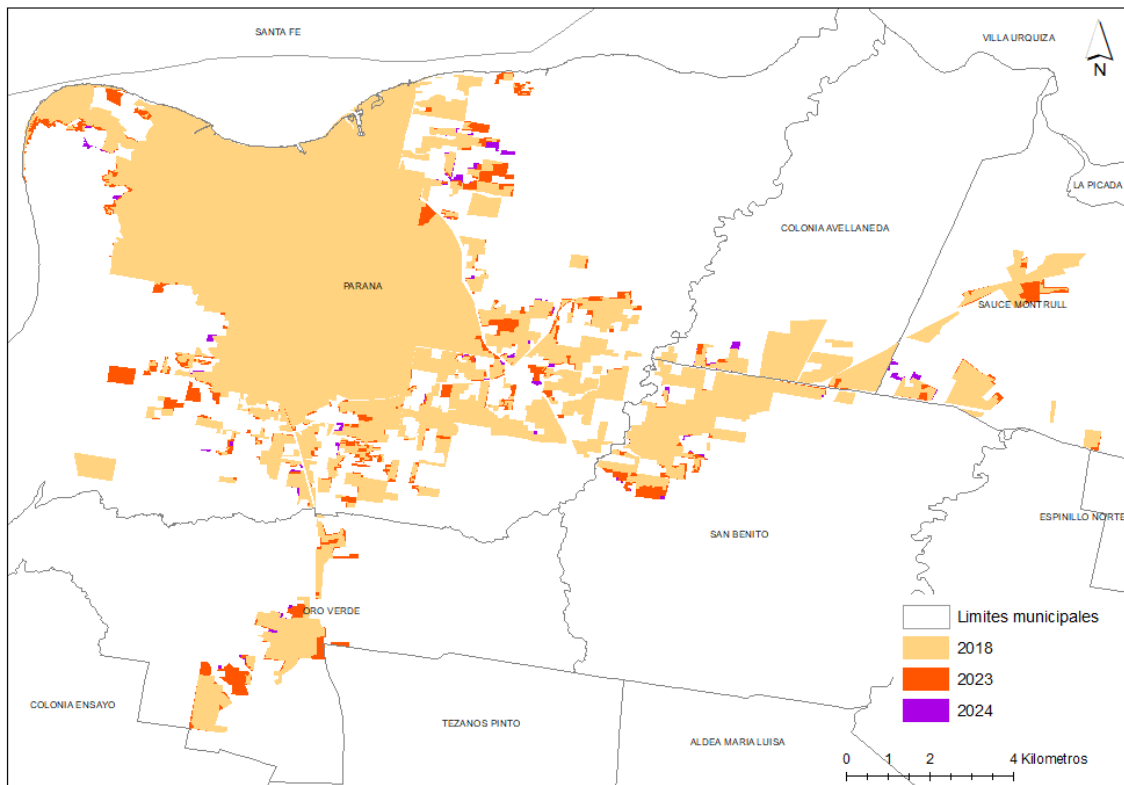 SANTA FE
VILLA URQUIZA
N
LA PICADA
COLONIA AVELLANEDA
PARANA
SAUCE MONTRULL
ESPINILLO NORTE
SAN BENITO
ORO VERDE
Limites municipales
2018
2023
2024
COLONIA ENSAYO
TEZANOS PINTO
ALDEA MARIA LUISA
0 1 2 4 Kilometros